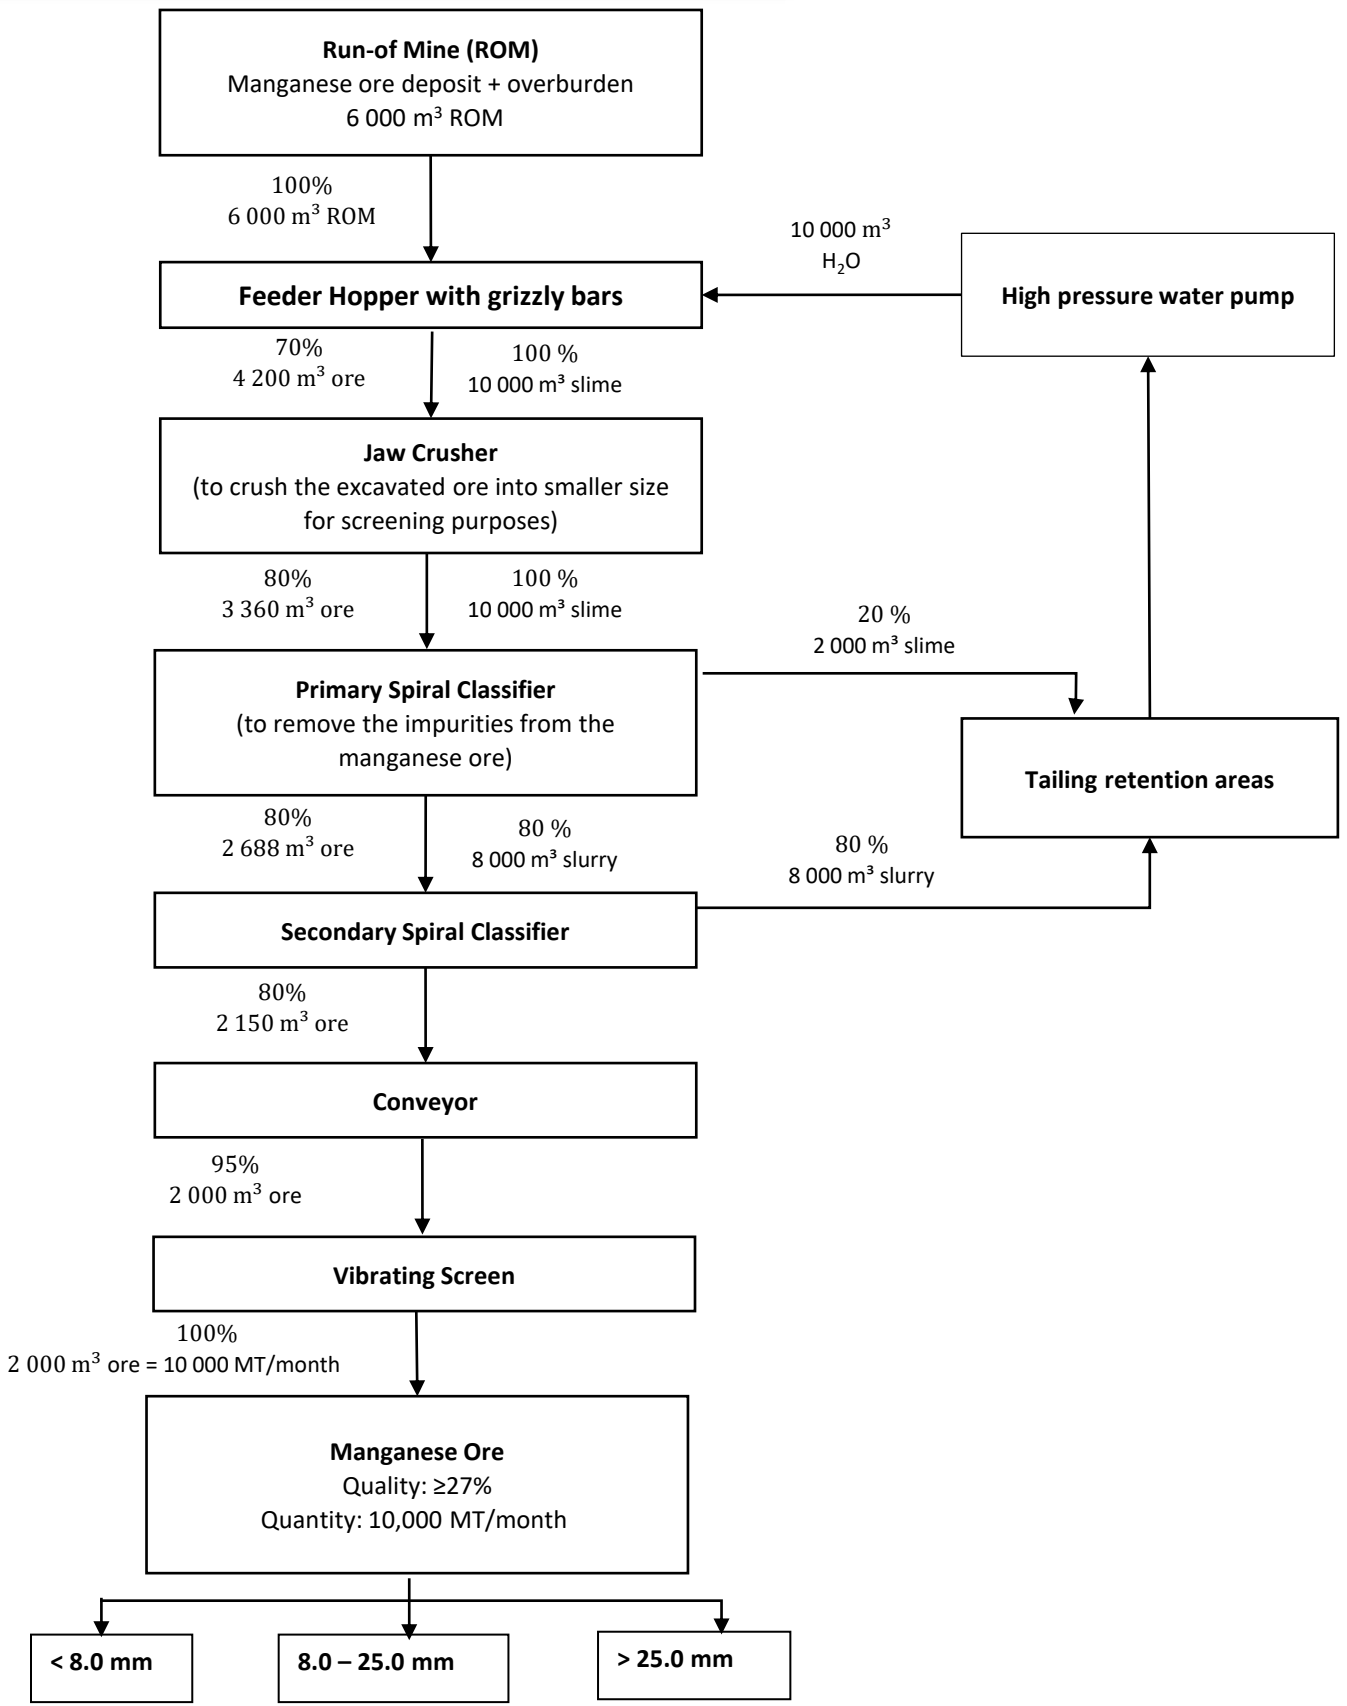 Run-of Mine (ROM)
Manganese ore deposit + overburden
6 000 m³ ROM
100%
6 000 m³ ROM
10 000 m³
H₂O
Feeder Hopper with grizzly bars
High pressure water pump
70%
4 200 m³ ore
100 %
10 000 m³ slime
Jaw Crusher
(to crush the excavated ore into smaller size
for screening purposes)
80%
3 360 m³ ore
100 %
10 000 m³ slime
20 %
2 000 m³ slime
Primary Spiral Classifier
(to remove the impurities from the
manganese ore)
Tailing retention areas
80%
2 688 m³ ore
80 %
8 000 m³ slurry
80 %
8 000 m³ slurry
Secondary Spiral Classifier
80%
2 150 m³ ore
Conveyor
95%
2 000 m³ ore
Vibrating Screen
100%
2 000 m³ ore = 10 000 MT/month
Manganese Ore
Quality: ≥27%
Quantity: 10,000 MT/month
< 8.0 mm
8.0 – 25.0 mm
> 25.0 mm